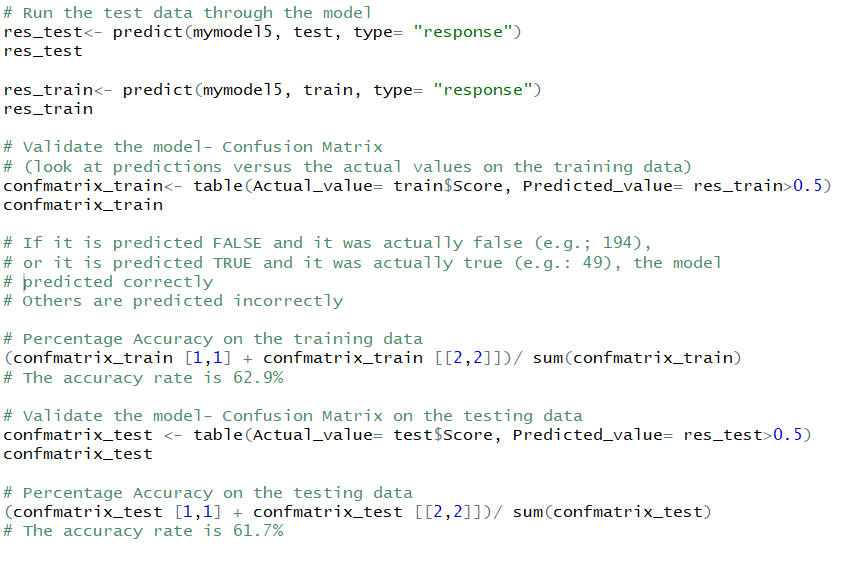 # Run the test data through the model
res_test<- predict(mymodel5, test, type= "response")
res_test
res_train<- predict(mymodel5, train, type= "response")
res_train
# Validate the model- Confusion Matrix
# (look at predictions versus the actual values on the training data)
confmatrix_train<- table(Actual_value= train$Score, Predicted_value= res_train>0.5)
confmatrix_train
# If it is predicted FALSE and it was actually false (e.g.; 194),
# or it is predicted TRUE and it was actually true (e.g.: 49), the model
# predicted correctly
# Others are predicted incorrectly
# Percentage Accuracy on the training data
(confmatrix_train [1,1] + confmatrix_train [[2,2]])/ sum(confmatrix_train)
# The accuracy rate is 62.9%
# Validate the model- Confusion Matrix on the testing data
confmatrix_test <- table(Actual_value= test$Score, Predicted_value= res_test>0.5)
confmatrix_test
# Percentage Accuracy on the testing data
(confmatrix_test [1,1] + confmatrix_test [[2,2]])/ sum(confmatrix_test)
# The accuracy rate is 61.7%